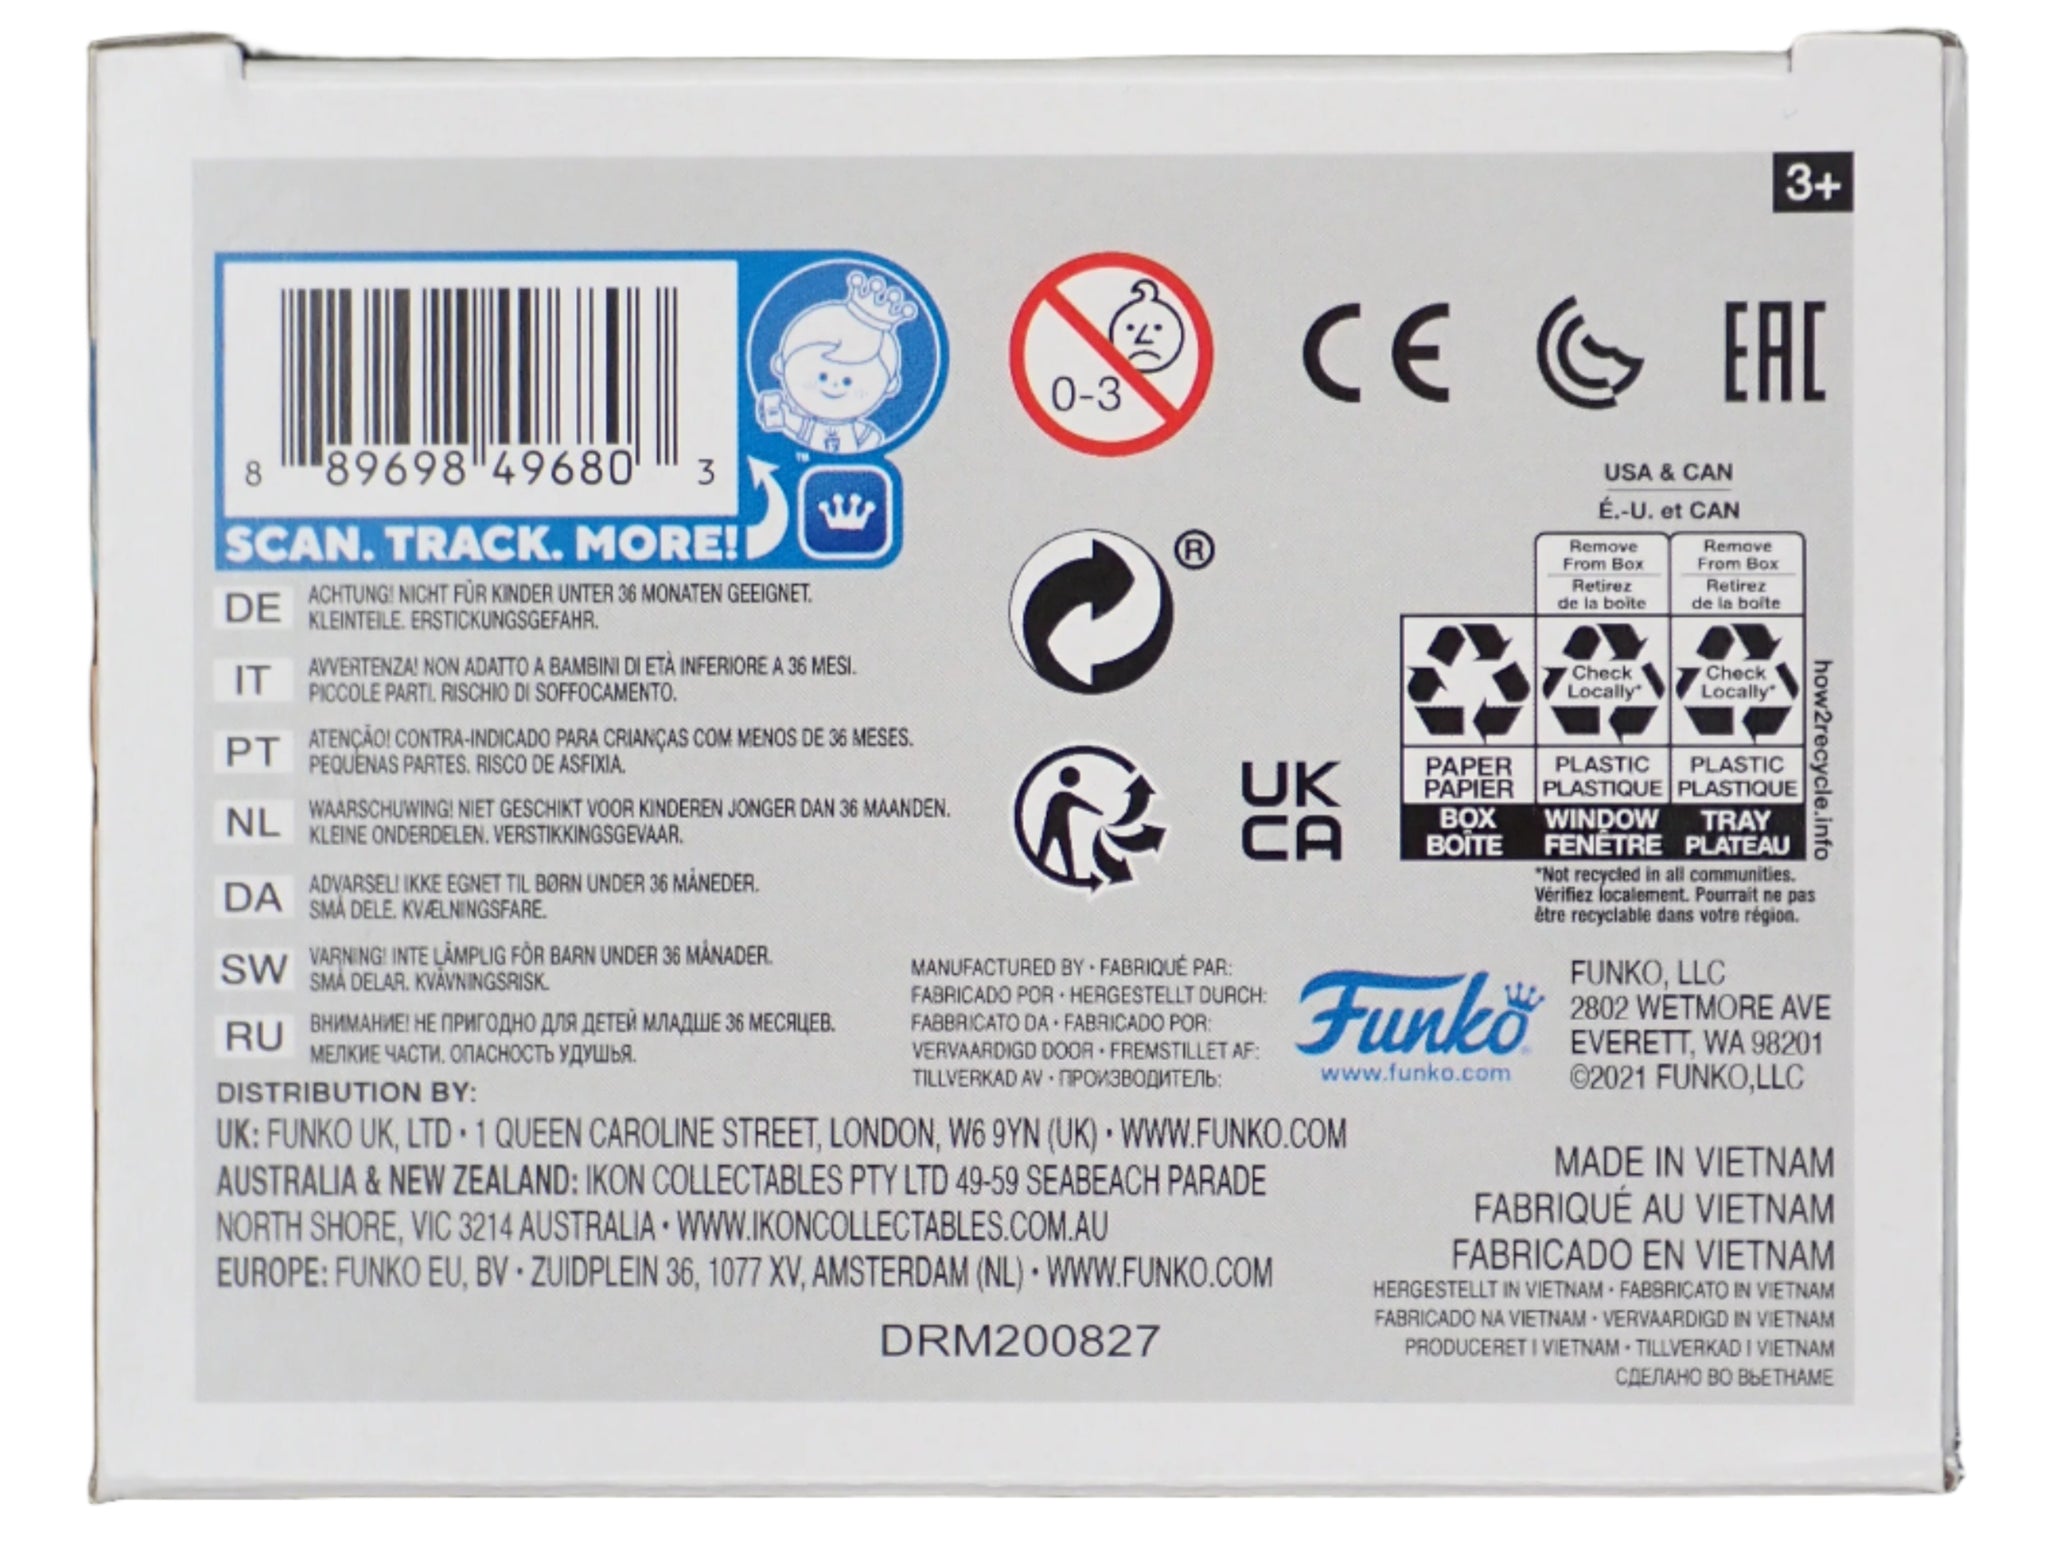 3+
8 89698 49680 3
SCAN. TRACK. MORE!
™
0-3
CE
EAC
DE ACHTUNG! NICHT FÜR KINDER UNTER 36 MONATEN GEEIGNET.
KLEINTEILE. ERSTICKUNGSGEFAHR.
IT AVVERTENZA! NON ADATTO A BAMBINI DI ETÀ INFERIORE A 36 MESI.
PICCOLE PARTI. RISCHIO DI SOFFOCAMENTO.
PT ATENÇÃO! CONTRA-INDICADO PARA CRIANÇAS COM MENOS DE 36 MESES.
PEQUENAS PARTES. RISCO DE ASFIXIA.
NL WAARSCHUWING! NIET GESCHIKT VOOR KINDEREN JONGER DAN 36 MAANDEN.
KLEINE ONDERDELEN. VERSTIKKINGSGEVAAR.
DA ADVARSEL! IKKE EGNET TIL BØRN UNDER 36 MÅNEDER.
SMÅ DELE. KVÆLNINGSFARE.
SW VARNING! INTE LÄMPLIG FÖR BARN UNDER 36 MÅNADER.
SMÅ DELAR. KVÄVNINGSRISK.
RU ВНИМАНИЕ! НЕ ПРИГОДНО ДЛЯ ДЕТЕЙ МЛАДШЕ 36 МЕСЯЦЕВ.
МЕЛКИЕ ЧАСТИ. ОПАСНОСТЬ УДУШЬЯ.
®
UK
CA
USA & CAN
É.-U. et CAN
Remove From Box Retirez de la boîte
Remove From Box Retirez de la boîte
Check Locally*
Check Locally*
PAPER PAPIER
PLASTIC PLASTIQUE
PLASTIC PLASTIQUE
BOX BOÎTE
WINDOW FENÊTRE
TRAY PLATEAU
how2recycle.info
*Not recycled in all communities.
Vérifiez localement. Pourrait ne pas
être recyclable dans votre région.
MANUFACTURED BY • FABRIQUÉ PAR:
FABRICADO POR • HERGESTELLT DURCH:
FABBRICATO DA • FABRICADO POR:
VERVAARDIGD DOOR • FREMSTILLET AF:
TILLVERKAD AV • ПРОИЗВОДИТЕЛЬ:
Funko
www.funko.com
FUNKO, LLC
2802 WETMORE AVE
EVERETT, WA 98201
©2021 FUNKO,LLC
DISTRIBUTION BY:
UK: FUNKO UK, LTD • 1 QUEEN CAROLINE STREET, LONDON, W6 9YN (UK) • WWW.FUNKO.COM
AUSTRALIA & NEW ZEALAND: IKON COLLECTABLES PTY LTD 49-59 SEABEACH PARADE
NORTH SHORE, VIC 3214 AUSTRALIA • WWW.IKONCOLLECTABLES.COM.AU
EUROPE: FUNKO EU, BV • ZUIDPLEIN 36, 1077 XV, AMSTERDAM (NL) • WWW.FUNKO.COM
DRM200827
MADE IN VIETNAM
FABRIQUÉ AU VIETNAM
FABRICADO EN VIETNAM
HERGESTELLT IN VIETNAM • FABBRICATO IN VIETNAM
FABRICADO NA VIETNAM • VERVAARDIGD IN VIETNAM
PRODUCERET I VIETNAM • TILLVERKAD I VIETNAM
СДЕЛАНО ВО ВЬЕТНАМЕ